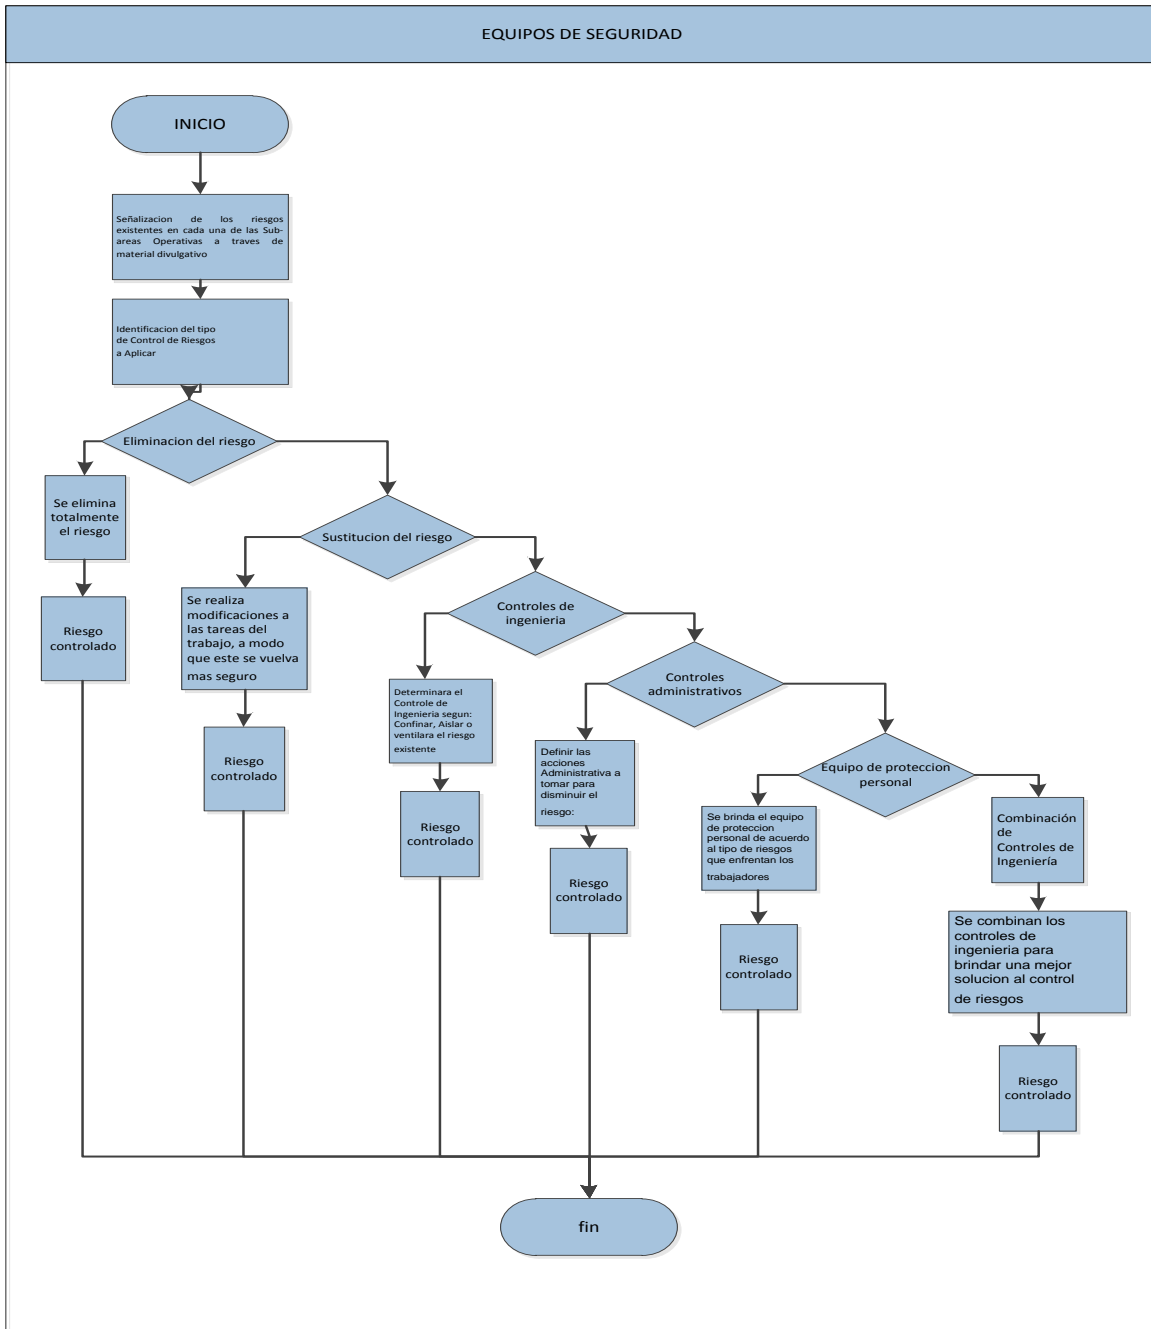 EQUIPOS DE SEGURIDAD
INICIO
Señalizacion de los riesgos
existentes en cada una de las Sub-
areas Operativas a traves de
material divulgativo
Identificacion del tipo
de Control de Riesgos
a Aplicar
Eliminacion del riesgo
Se elimina
totalmente
el riesgo
Riesgo
controlado
Sustitucion del riesgo
Se realiza
modificaciones a
las tareas del
trabajo, a modo
que este se vuelva
mas seguro
Riesgo
controlado
Controles de
ingenieria
Determinara el
Controle de
Ingenieria segun:
Confinar, Aislar o
ventilara el riesgo
existente
Riesgo
controlado
Controles
administrativos
Definir las
acciones
Administrativa a
tomar para
disminuir el
riesgo:
Riesgo
controlado
Equipo de proteccion
personal
Se brinda el equipo
de proteccion
personal de acuerdo
al tipo de riesgos
que enfrentan los
trabajadores
Riesgo
controlado
Combinación
de
Controles de
Ingeniería
Se combinan los
controles de
ingenieria para
brindar una mejor
solucion al control
de riesgos
Riesgo
controlado
fin